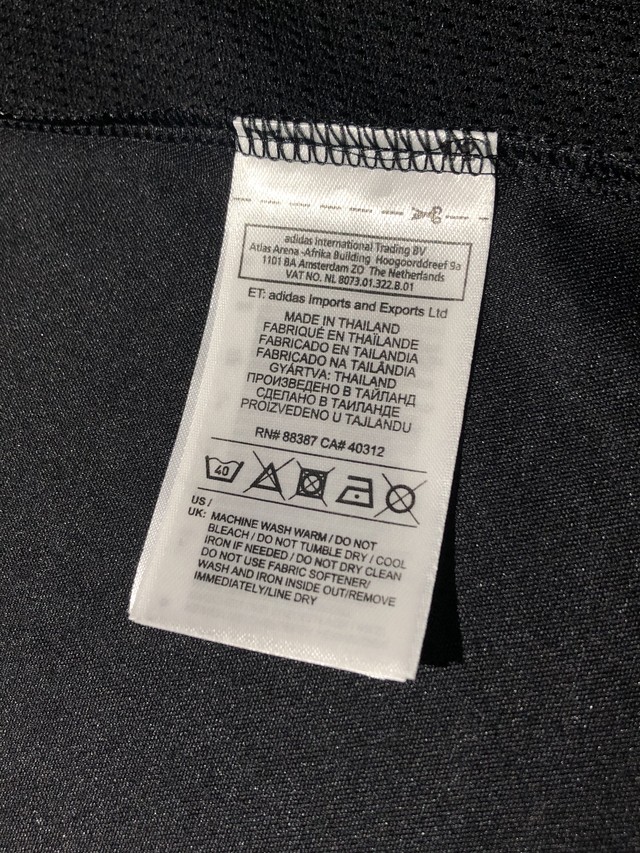 adidas International Trading BV
Atlas Arena -Afrika Building Hoogoorddreef 9a
1101 BA Amsterdam ZO The Netherlands
VAT NO. NL 8073.01.322.B.01
ET: adidas Imports and Exports Ltd
MADE IN THAILAND
FABRIQUÉ EN THAÏLANDE
FABRICADO EN TAILANDIA
FABRICADO NA TAILÂNDIA
GYÁRTVA: THAILAND
ПРОИЗВЕДЕНО В ТАЙЛАНД
СДЕЛАНО В ТАИЛАНДЕ
PROIZVEDENO U TAJLANDU
RN# 88387 CA# 40312
40
US /
UK: MACHINE WASH WARM / DO NOT
BLEACH / DO NOT TUMBLE DRY / COOL
IRON IF NEEDED / DO NOT DRY CLEAN
DO NOT USE FABRIC SOFTENER/
WASH AND IRON INSIDE OUT/REMOVE
IMMEDIATELY/LINE DRY